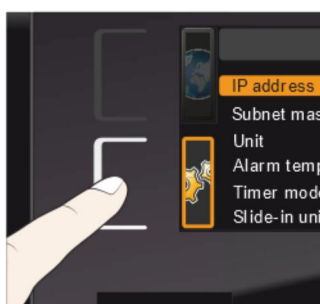 IP address
Subnet mas
Unit
Alarm temp
Timer mode
Slide-in uni